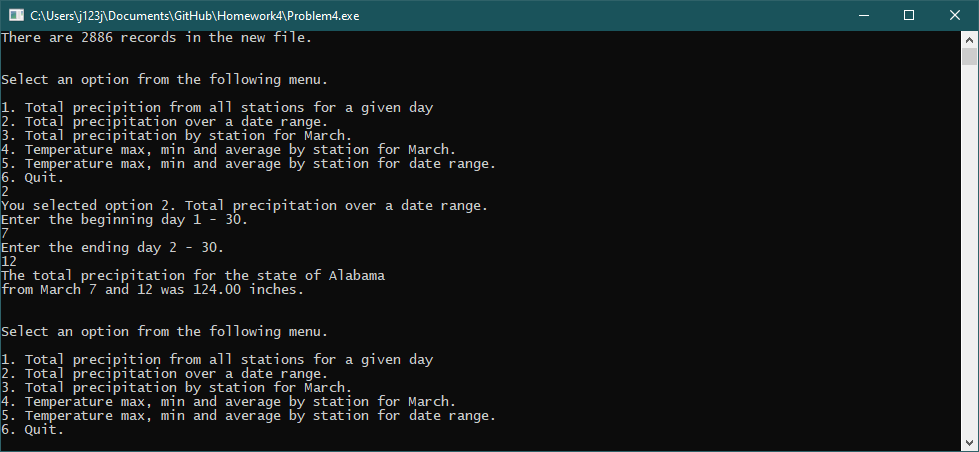 C:\Users\j123j\Documents\GitHub\Homework4\Problem4.exe
There are 2886 records in the new file.
Select an option from the following menu.
1. Total precipition from all stations for a given day
2. Total precipitation over a date range.
3. Total precipitation by station for March.
4. Temperature max, min and average by station for March.
5. Temperature max, min and average by station for date range.
6. Quit.
2
You selected option 2. Total precipitation over a date range.
Enter the beginning day 1 - 30.
7
Enter the ending day 2 - 30.
12
The total precipitation for the state of Alabama
from March 7 and 12 was 124.00 inches.
Select an option from the following menu.
1. Total precipition from all stations for a given day
2. Total precipitation over a date range.
3. Total precipitation by station for March.
4. Temperature max, min and average by station for March.
5. Temperature max, min and average by station for date range.
6. Quit.